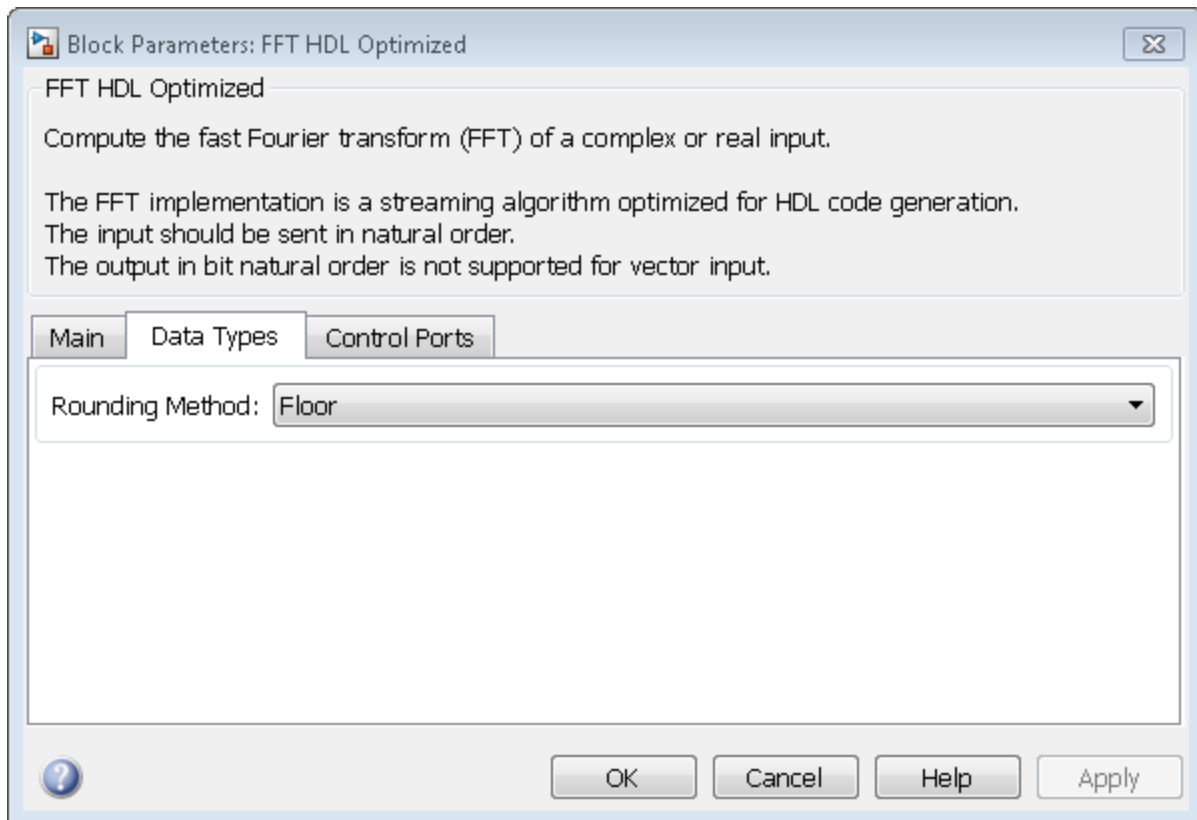 Block Parameters: FFT HDL Optimized
FFT HDL Optimized
Compute the fast Fourier transform (FFT) of a complex or real input.
The FFT implementation is a streaming algorithm optimized for HDL code generation.
The input should be sent in natural order.
The output in bit natural order is not supported for vector input.
Main Data Types Control Ports
Rounding Method: Floor
? OK Cancel Help Apply